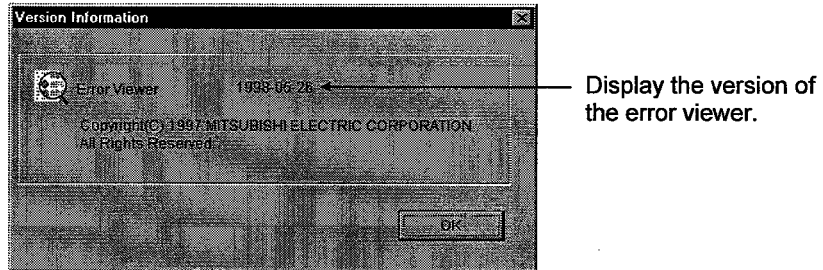 Version Information
Error Viewer 1998-05-26
Copyright(C) 1997 MITSUBISHI ELECTRIC CORPORATION
All Rights Reserved.
OK
Display the version of
the error viewer.